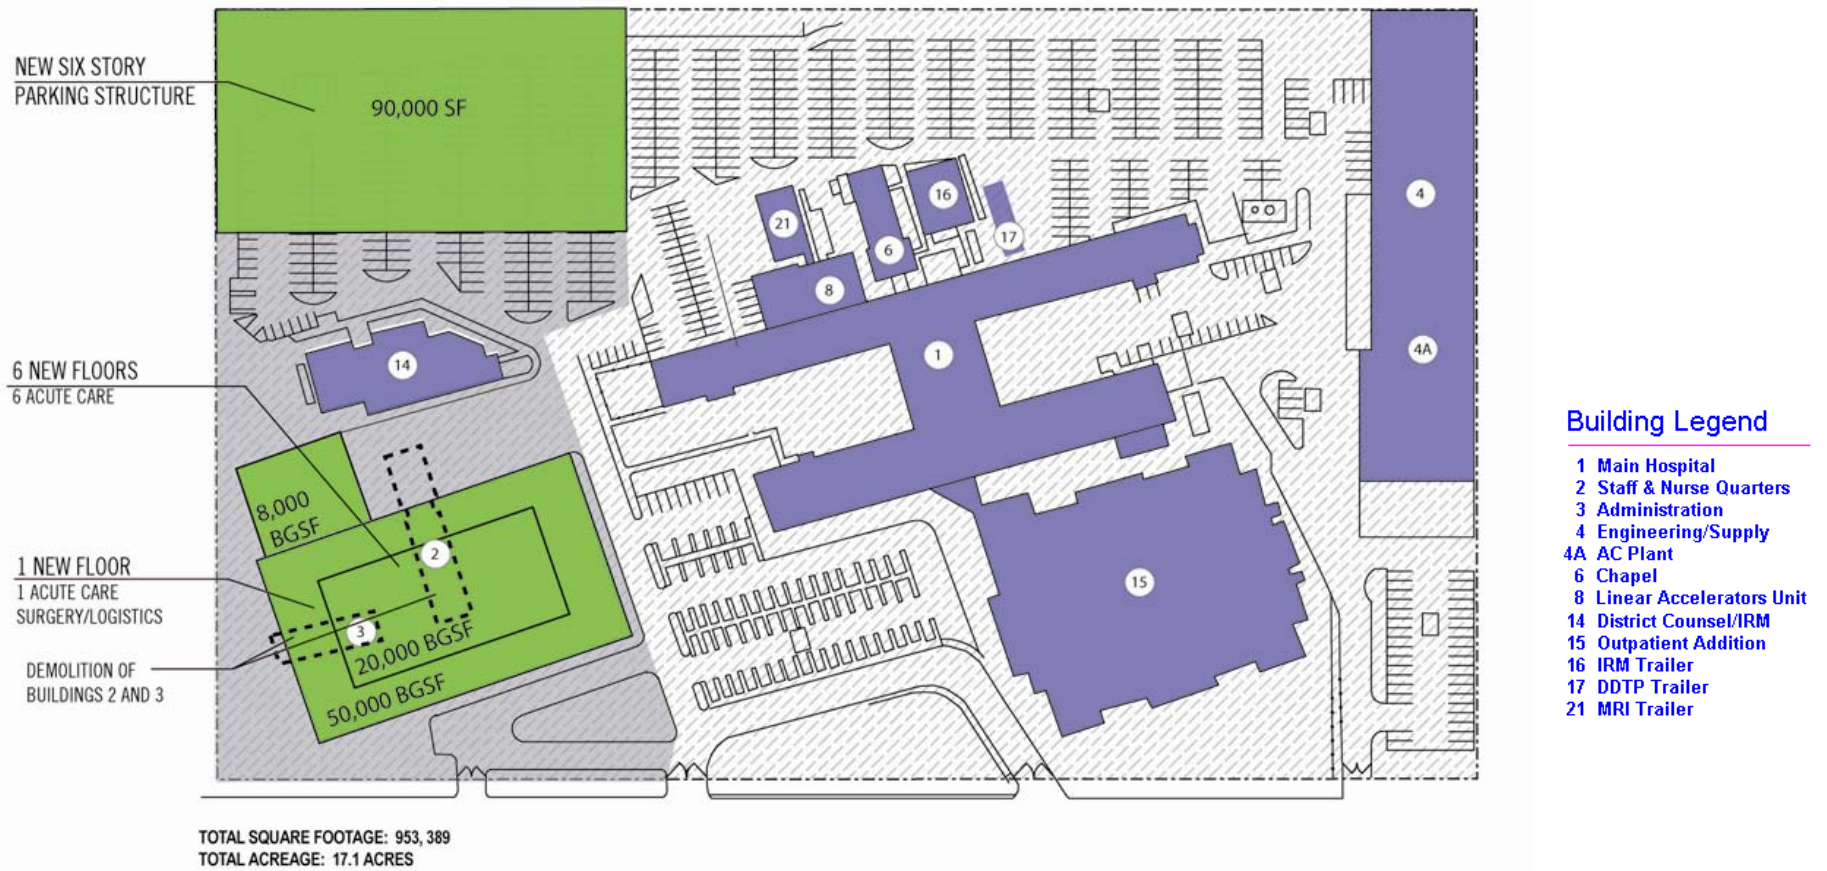 NEW SIX STORY
PARKING STRUCTURE
90,000 SF
6 NEW FLOORS
6 ACUTE CARE
1 NEW FLOOR
1 ACUTE CARE
SURGERY/LOGISTICS
DEMOLITION OF
BUILDINGS 2 AND 3
8,000
BGSF
20,000 BGSF
50,000 BGSF
14
2
3
21
8
6
16
17
1
15
4
4A
Building Legend
1 Main Hospital
2 Staff & Nurse Quarters
3 Administration
4 Engineering/Supply
4A AC Plant
6 Chapel
8 Linear Accelerators Unit
14 District Counsel/IRM
15 Outpatient Addition
16 IRM Trailer
17 DDTP Trailer
21 MRI Trailer
TOTAL SQUARE FOOTAGE: 953, 389
TOTAL ACREAGE: 17.1 ACRES